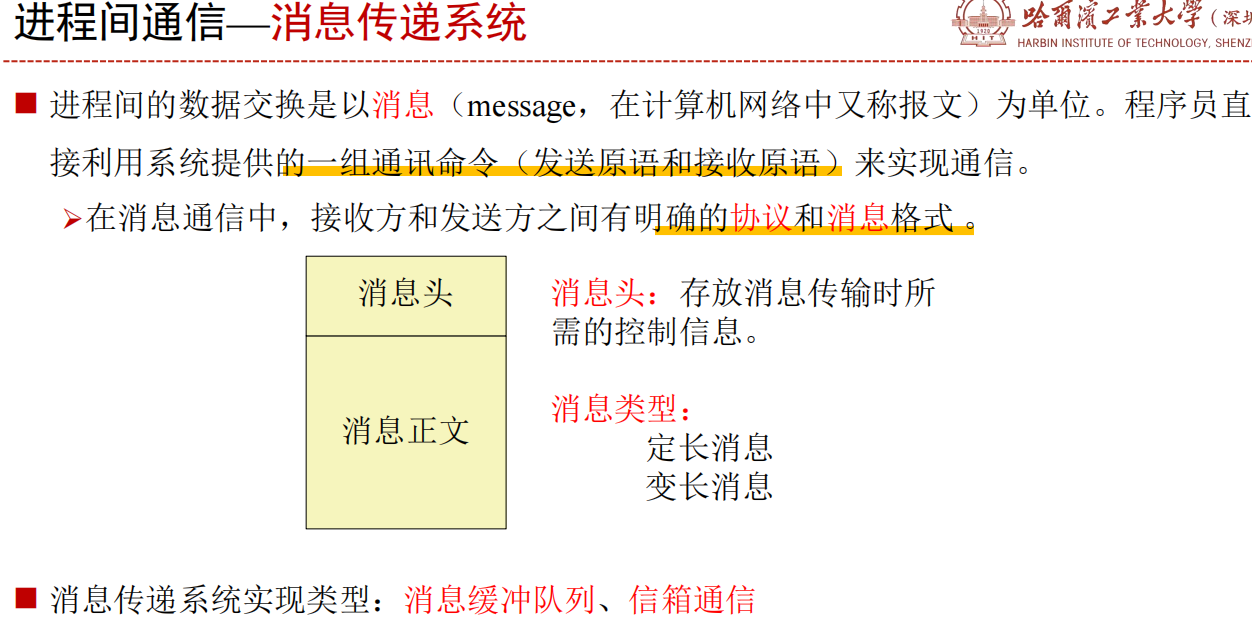 进程间通信—消息传递系统
哈爾濱工業大學(深圳
1920
HIT
HARBIN INSTITUTE OF TECHNOLOGY, SHENZ
进程间的数据交换是以消息（message，在计算机网络中又称报文）为单位。程序员直
接利用系统提供的一组通讯命令（发送原语和接收原语）来实现通信。
在消息通信中，接收方和发送方之间有明确的协议和消息格式 。
消息头
消息头：存放消息传输时所
需的控制信息。
消息正文
消息类型：
定长消息
变长消息
消息传递系统实现类型：消息缓冲队列、信箱通信